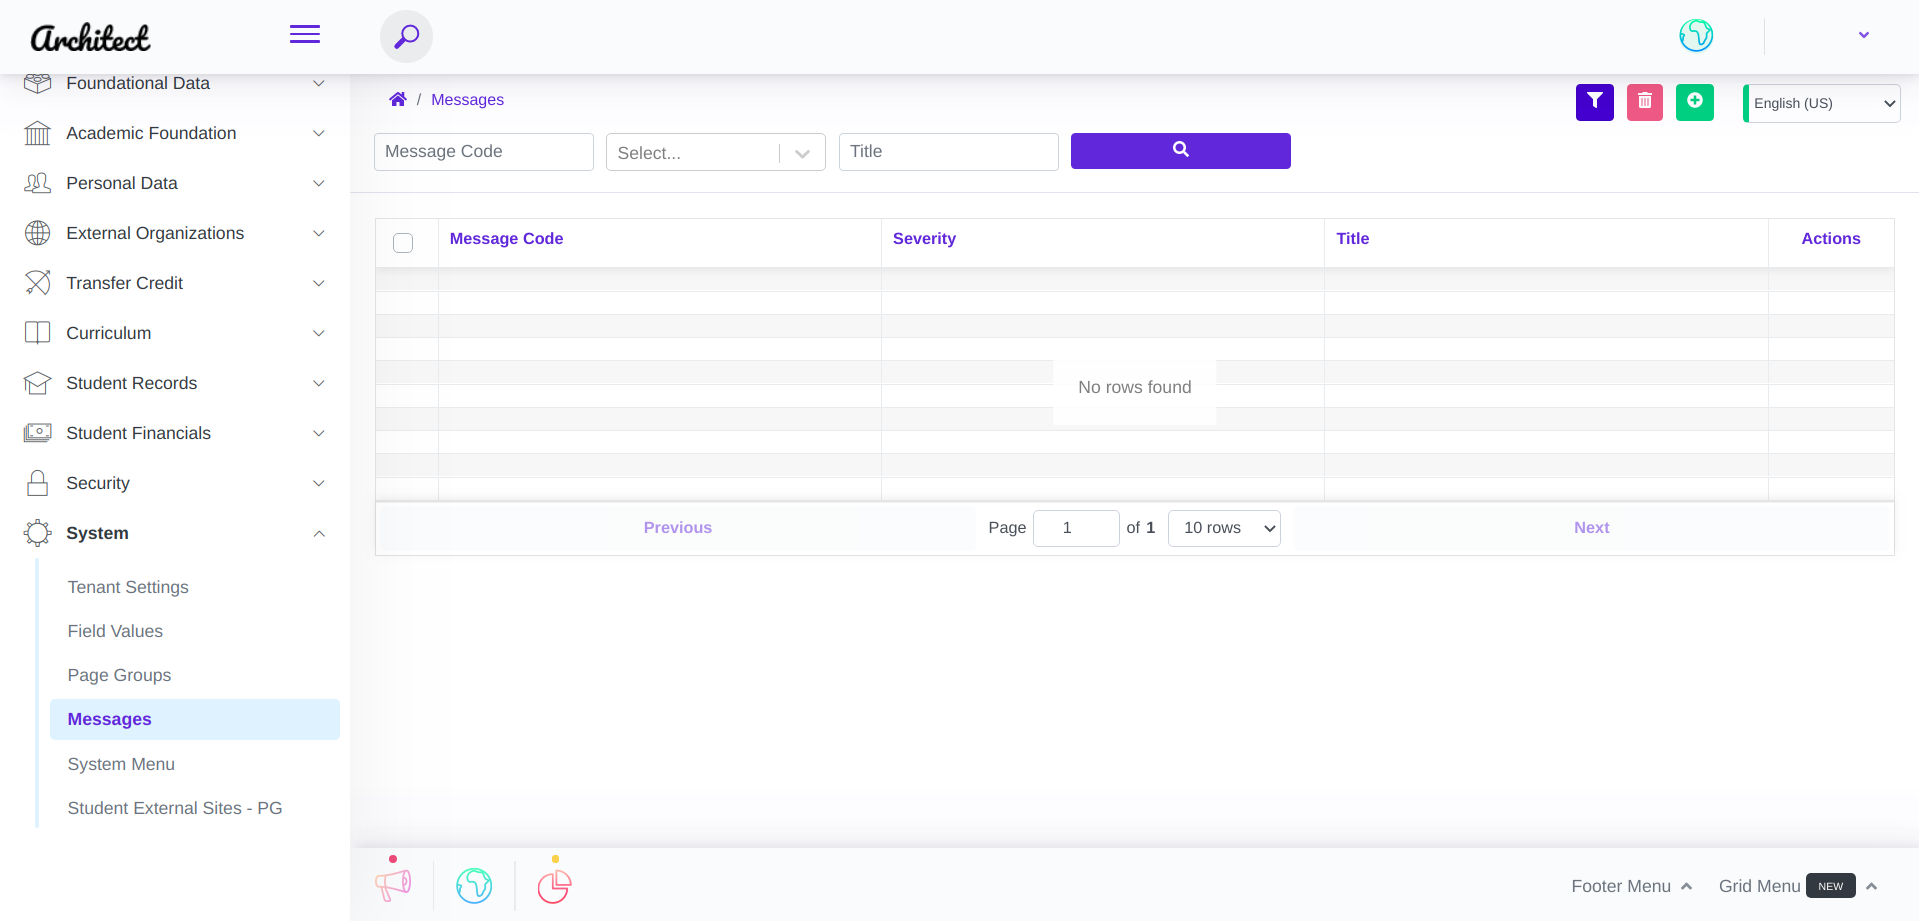 Architect
Foundational Data
Academic Foundation
Personal Data
External Organizations
Transfer Credit
Curriculum
Student Records
Student Financials
Security
System
Tenant Settings
Field Values
Page Groups
Messages
System Menu
Student External Sites - PG
/ Messages
English (US)
Message Code
Select...
Title
Message Code Severity Title Actions
No rows found
Previous Page 1 of 1 10 rows Next
Footer Menu Grid Menu NEW